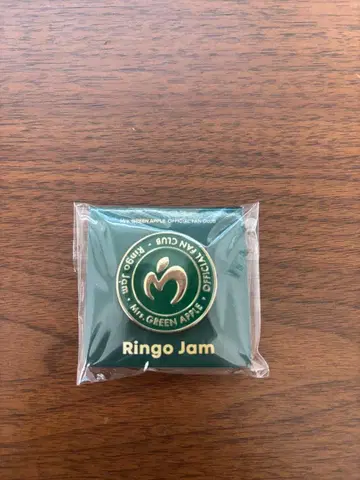 Mrs. GREEN APPLE OFFICIAL FAN CLUB
Ringo Jam · OFFICIAL FAN CLUB ·
Mrs. GREEN APPLE
Ringo Jam